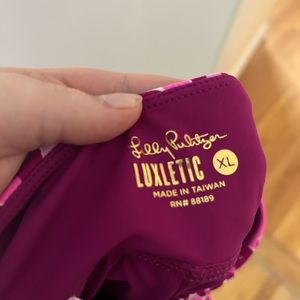 Lilly Pulitzer
LUXLETIC XL
MADE IN TAIWAN
RN# 88189